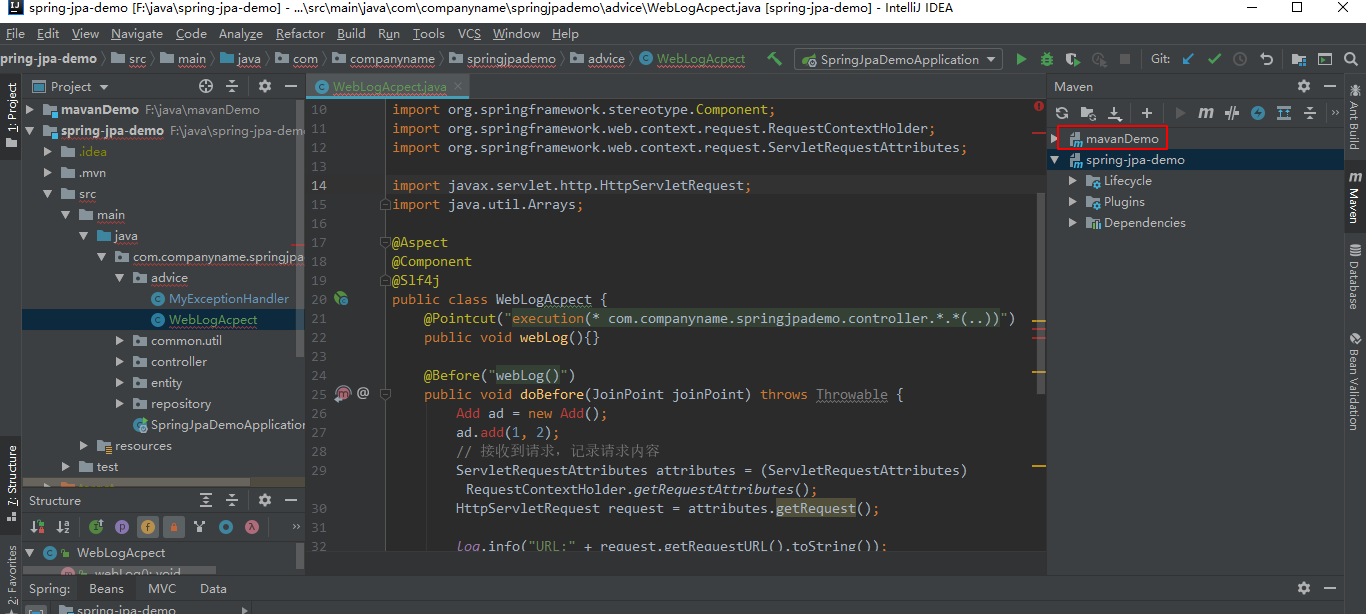 spring-jpa-demo [F:\java\spring-jpa-demo] - ...\src\main\java\com\companyname\springjpademo\advice\WebLogAcpect.java [spring-jpa-demo] - IntelliJ IDEA
File Edit View Navigate Code Analyze Refactor Build Run Tools VCS Window Help
pring-jpa-demo src main java com companyname springjpademo advice WebLogAcpect SpringJpaDemoApplication Git:
1: Project
Project
mavanDemo F:\java\mavanDemo
spring-jpa-demo F:\java\spring-jpa-dem
.idea
.mvn
src
main
java
com.companyname.springjpa
advice
MyExceptionHandler
WebLogAcpect
common.util
controller
entity
repository
SpringJpaDemoApplication
resources
test
7: Structure
Structure
WebLogAcpect
webLog(): void
2: Favorites
WebLogAcpect.java
10 import org.springframework.stereotype.Component;
11 import org.springframework.web.context.request.RequestContextHolder;
12 import org.springframework.web.context.request.ServletRequestAttributes;
13
14 import javax.servlet.http.HttpServletRequest;
15 import java.util.Arrays;
16
17 @Aspect
18 @Component
19 @Slf4j
20 public class WebLogAcpect {
21 @Pointcut("execution(* com.companyname.springjpademo.controller.*.*(..))")
22 public void webLog(){}
23
24 @Before("webLog()")
25 public void doBefore(JoinPoint joinPoint) throws Throwable {
26 Add ad = new Add();
27 ad.add(1, 2);
28 // 接收到请求，记录请求内容
29 ServletRequestAttributes attributes = (ServletRequestAttributes)
RequestContextHolder.getRequestAttributes();
30 HttpServletRequest request = attributes.getRequest();
31
32 log.info("URL:" + request.getRequestURL().toString());
Maven
mavanDemo
spring-jpa-demo
Lifecycle
Plugins
Dependencies
Ant Build
Maven
Database
Bean Validation
Spring: Beans MVC Data
spring-jpa-demo